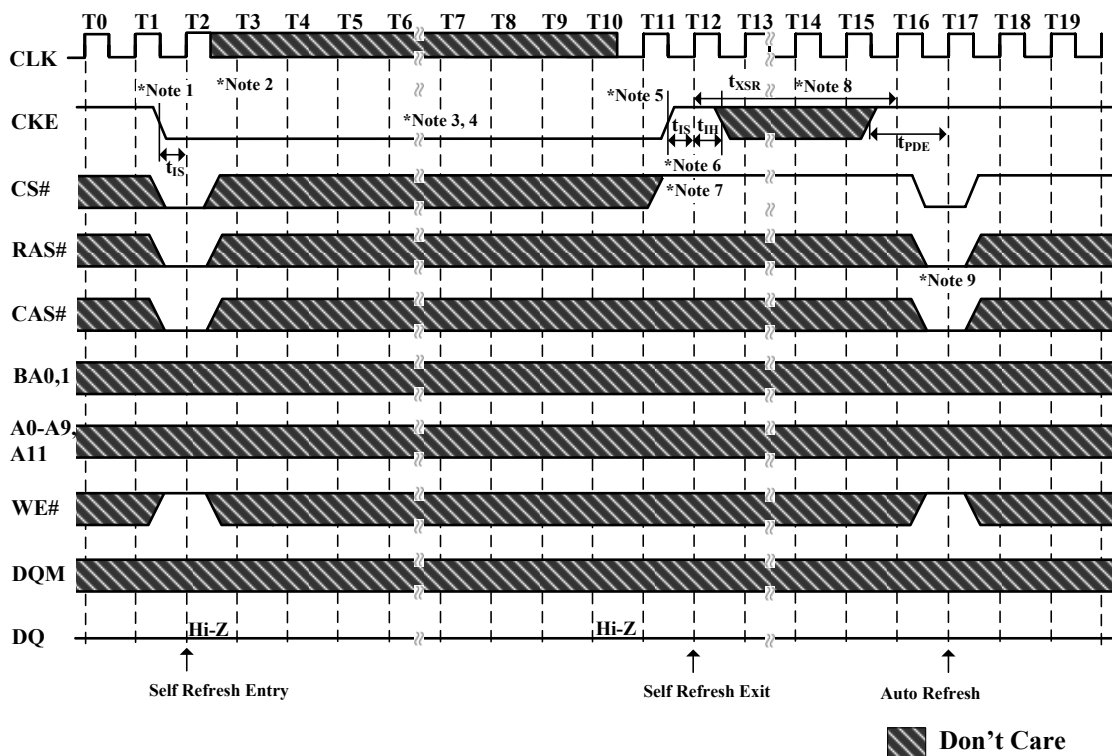 T0 T1 T2 T3 T4 T5 T6 T7 T8 T9 T10 T11 T12 T13 T14 T15 T16 T17 T18 T19
CLK
*Note 1 *Note 2 *Note 5 tXSR *Note 8
CKE *Note 3, 4 tIS tIH
tIS tPDE
*Note 6
CS# *Note 7
RAS#
*Note 9
CAS#
BA0,1
A0-A9,
A11
WE#
DQM
Hi-Z Hi-Z
DQ
Self Refresh Entry Self Refresh Exit Auto Refresh
Don't Care